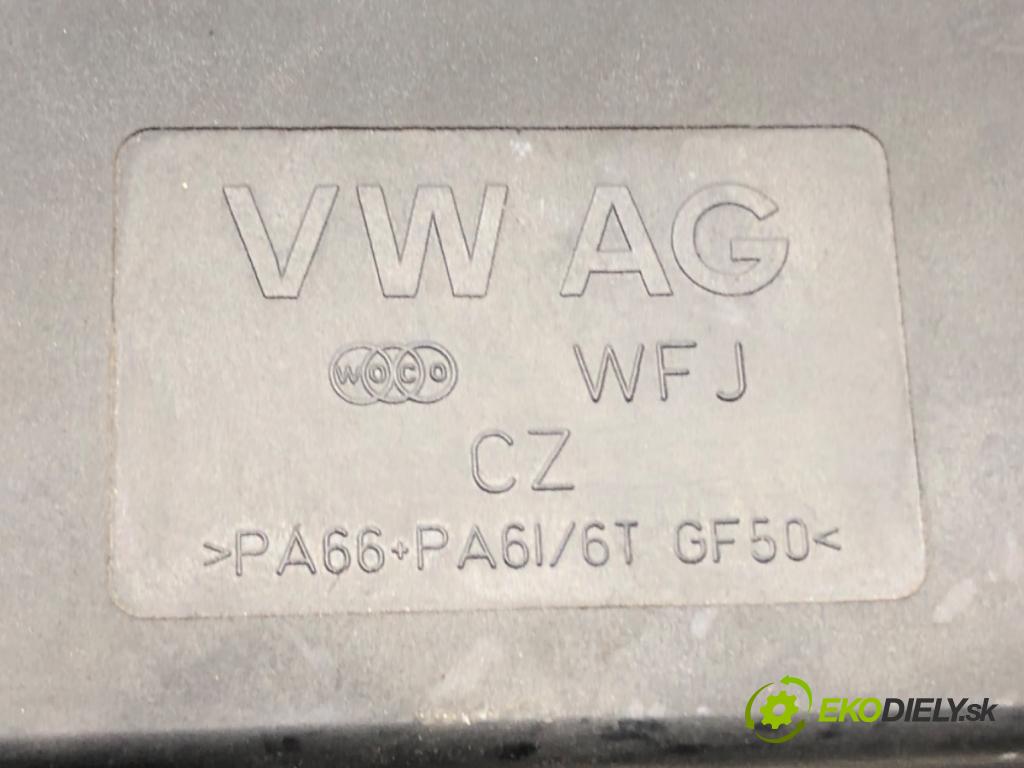 VW AG
WOCO WFJ
CZ
>PA66+PA6I/6T GF50<
EKODIELY.sk